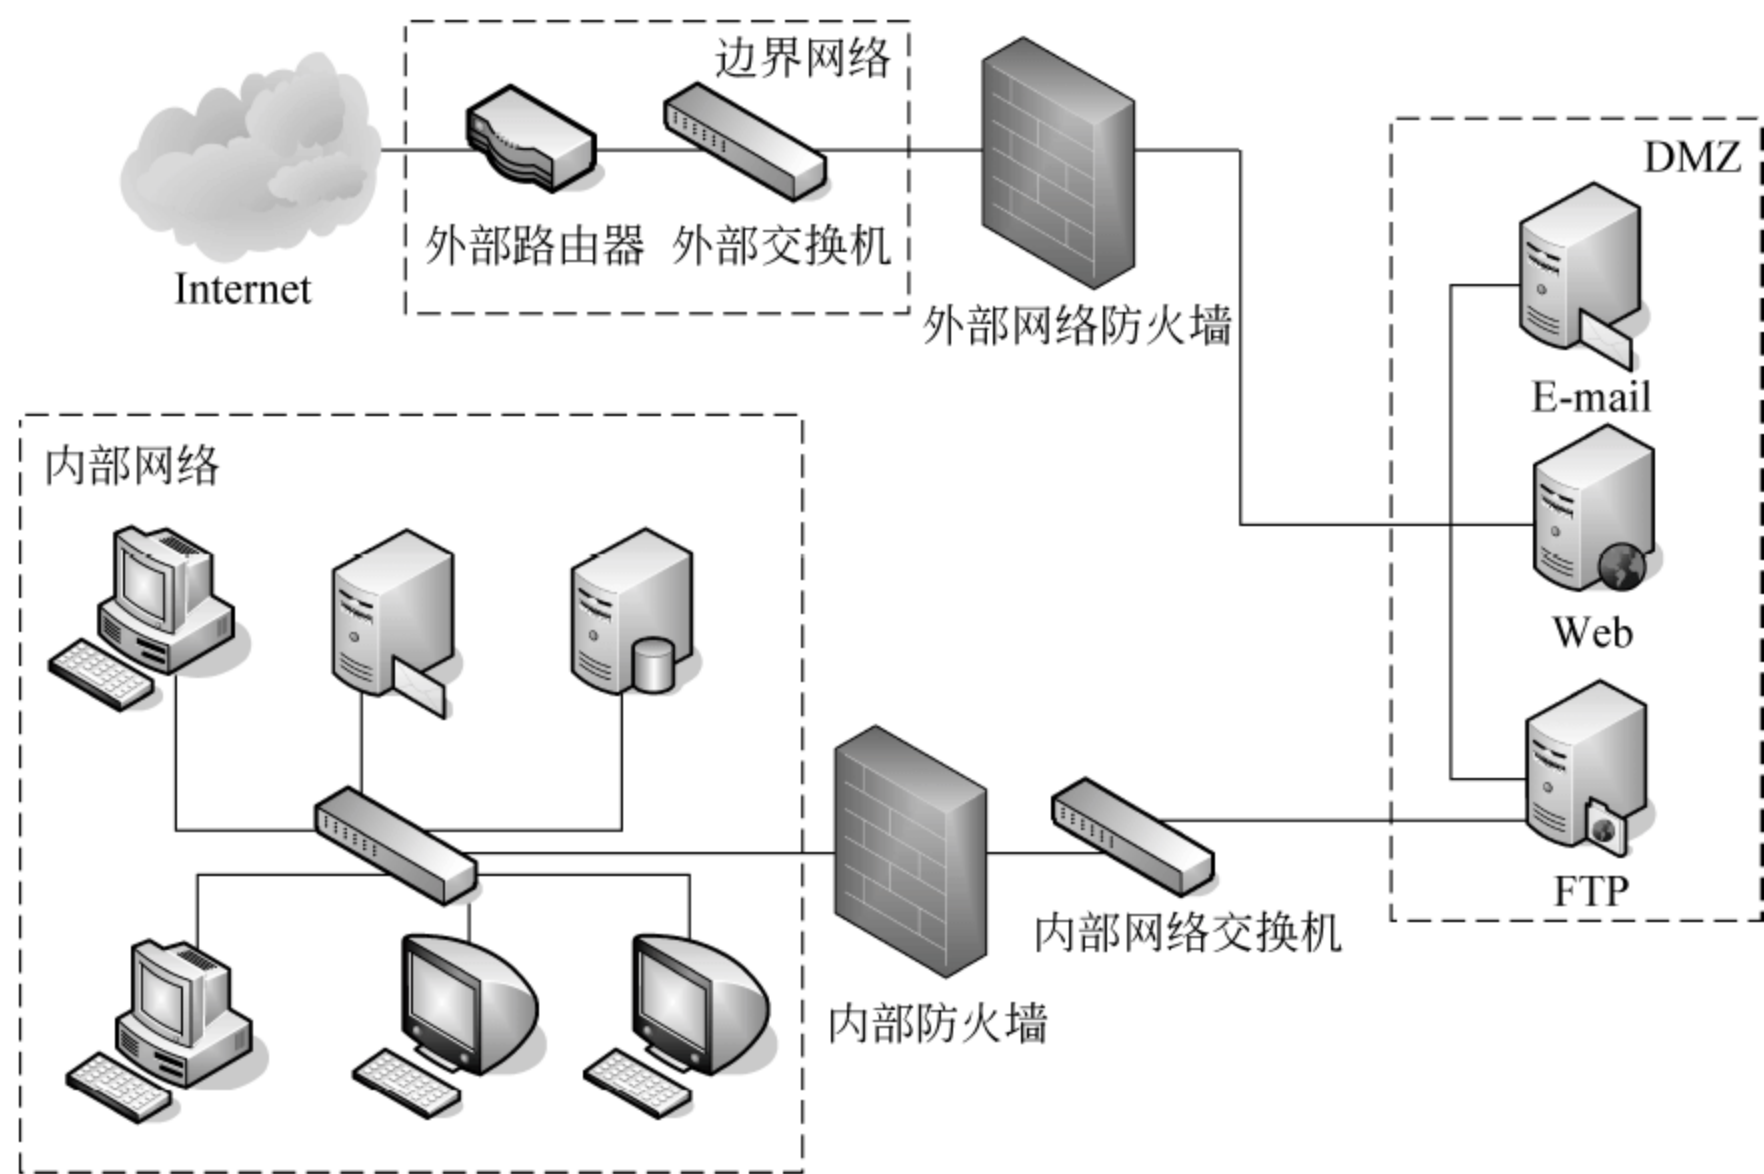 边界网络
DMZ
外部路由器
外部交换机
Internet
外部网络防火墙
E-mail
内部网络
Web
FTP
内部网络交换机
内部防火墙